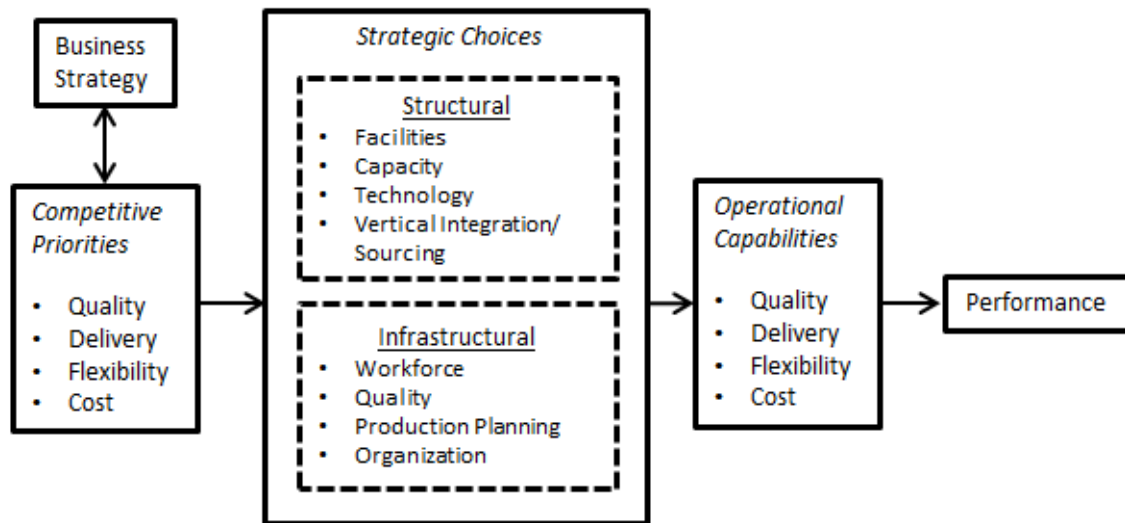 Business
Strategy
Competitive
Priorities
• Quality
• Delivery
• Flexibility
• Cost
Strategic Choices
Structural
• Facilities
• Capacity
• Technology
• Vertical Integration/
Sourcing
Infrastructural
• Workforce
• Quality
• Production Planning
• Organization
Operational
Capabilities
• Quality
• Delivery
• Flexibility
• Cost
Performance